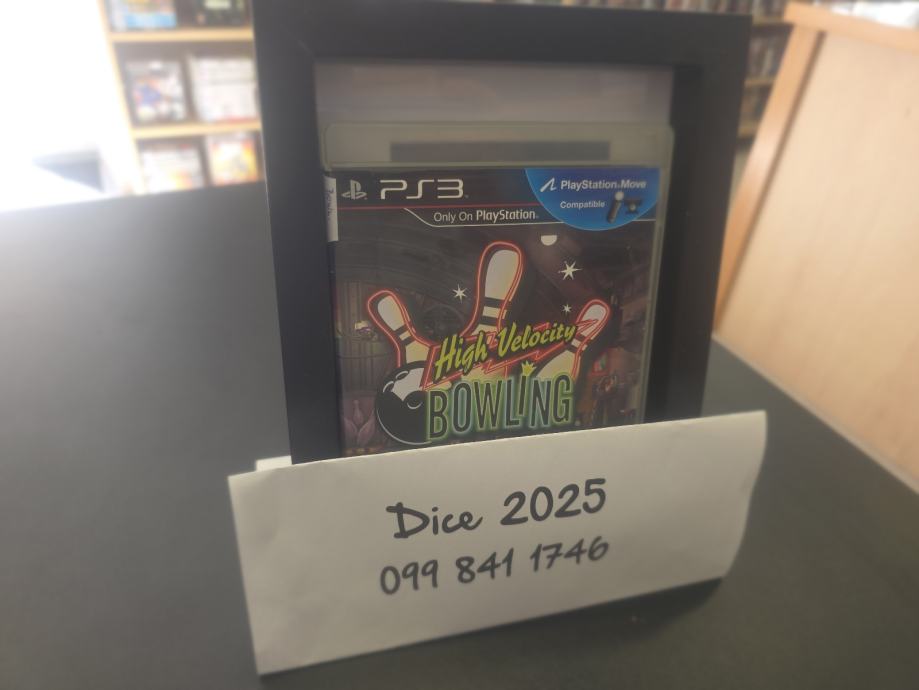 PS3
PlayStation Move
Compatible
Only On PlayStation
High Velocity
BOWLING
Dice 2025
099 841 1746